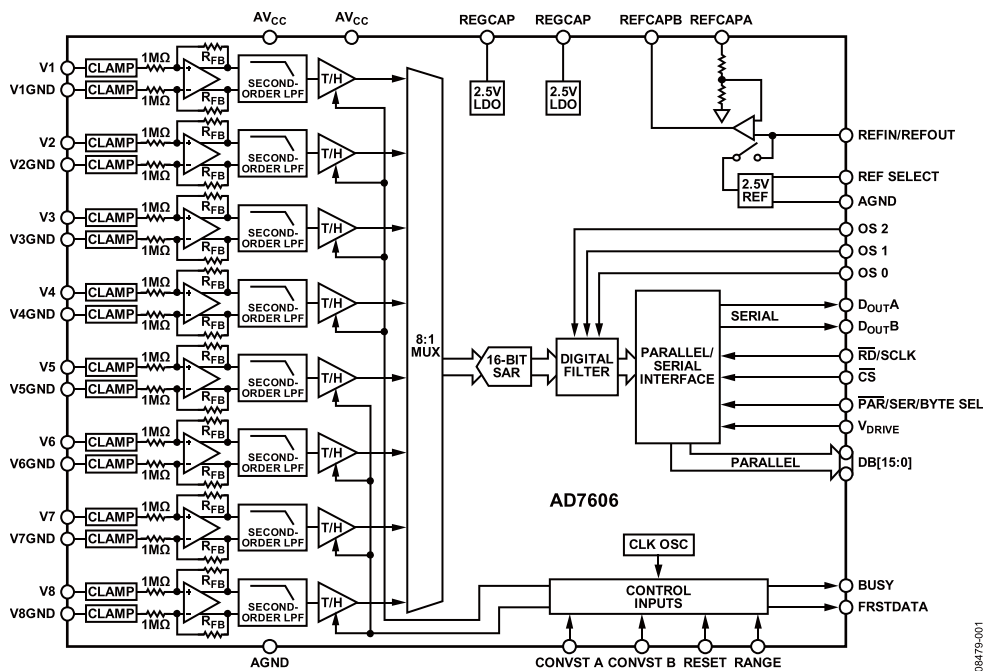 AVCC
AVCC
REGCAP
REGCAP
REFCAPB
REFCAPA
V1
CLAMP
1MΩ
RFB
V1GND
CLAMP
1MΩ
RFB
SECOND-
ORDER LPF
T/H
2.5V
LDO
2.5V
LDO
REFIN/REFOUT
V2
CLAMP
1MΩ
RFB
V2GND
CLAMP
1MΩ
RFB
SECOND-
ORDER LPF
T/H
2.5V
REF
REF SELECT
AGND
V3
CLAMP
1MΩ
RFB
V3GND
CLAMP
1MΩ
RFB
SECOND-
ORDER LPF
T/H
OS 2
OS 1
OS 0
V4
CLAMP
1MΩ
RFB
V4GND
CLAMP
1MΩ
RFB
SECOND-
ORDER LPF
T/H
8:1
MUX
16-BIT
SAR
DIGITAL
FILTER
PARALLEL/
SERIAL
INTERFACE
SERIAL
DOUTA
DOUTB
RD/SCLK
CS
PAR/SER/BYTE SEL
VDRIVE
PARALLEL
DB[15:0]
V5
CLAMP
1MΩ
RFB
V5GND
CLAMP
1MΩ
RFB
SECOND-
ORDER LPF
T/H
V6
CLAMP
1MΩ
RFB
V6GND
CLAMP
1MΩ
RFB
SECOND-
ORDER LPF
T/H
AD7606
V7
CLAMP
1MΩ
RFB
V7GND
CLAMP
1MΩ
RFB
SECOND-
ORDER LPF
T/H
CLK OSC
V8
CLAMP
1MΩ
RFB
V8GND
CLAMP
1MΩ
RFB
SECOND-
ORDER LPF
T/H
CONTROL
INPUTS
BUSY
FRSTDATA
AGND
CONVST A
CONVST B
RESET
RANGE
08479-001